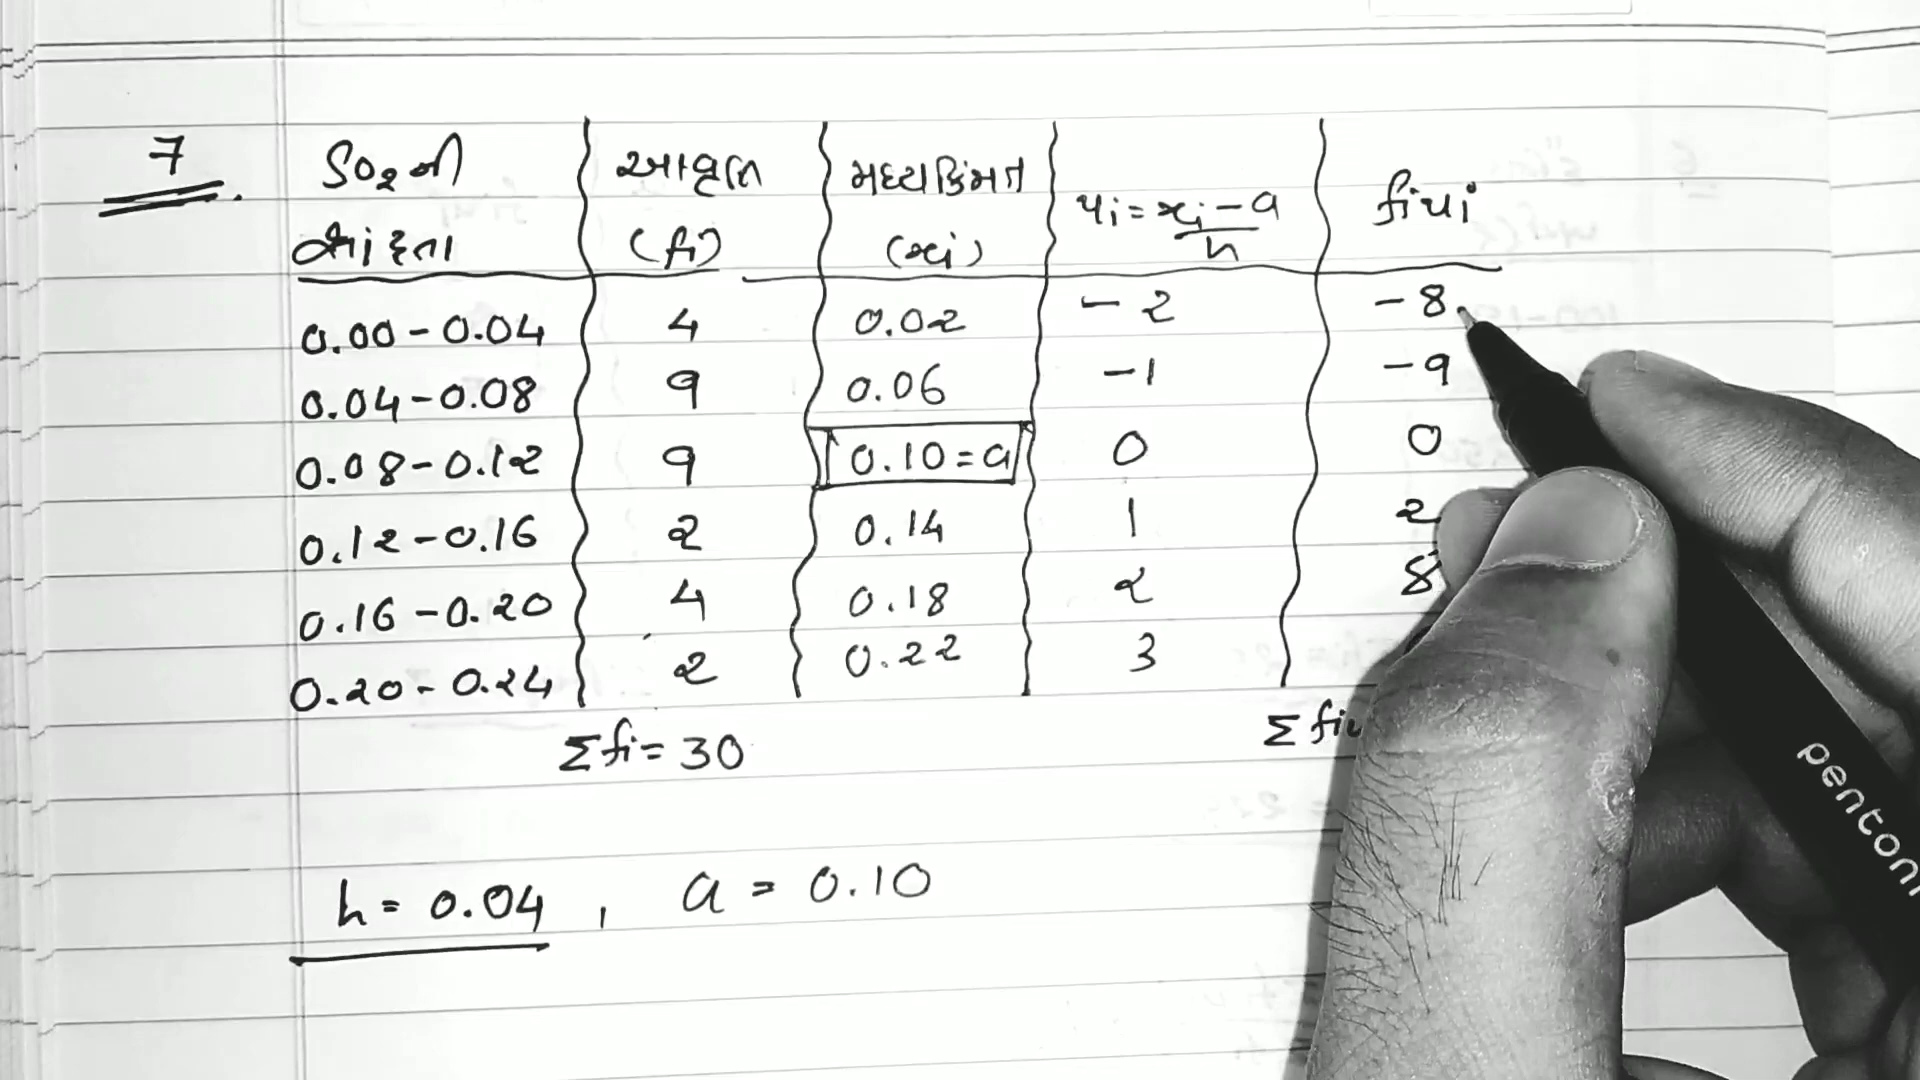 7. SO₂ની સાંદ્રતા | આવૃત્તિ (fi) | મધ્યકિંમત (xi) | ui = xi - a / h | fiui
0.00 - 0.04 | 4 | 0.02 | - 2 | - 8
0.04 - 0.08 | 9 | 0.06 | - 1 | - 9
0.08 - 0.12 | 9 | 0.10 = a | 0 | 0
0.12 - 0.16 | 2 | 0.14 | 1 | 2
0.16 - 0.20 | 4 | 0.18 | 2 | 8
0.20 - 0.24 | 2 | 0.22 | 3
Σfi = 30 | Σfiu
h = 0.04 , a = 0.10